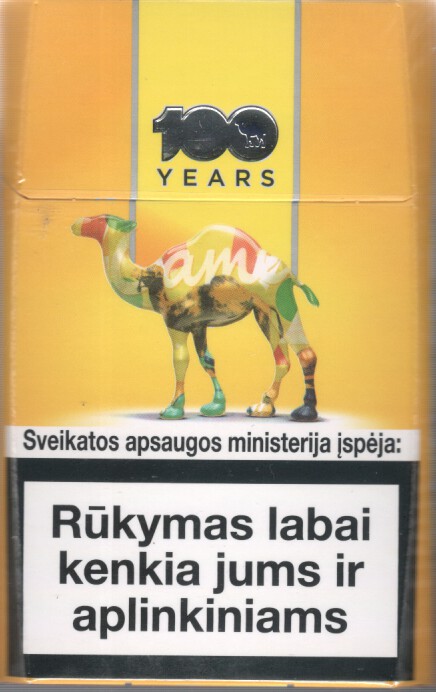 100
YEARS
Sveikatos apsaugos ministerija įspėja:
Rūkymas labai
kenkia jums ir
aplinkiniams